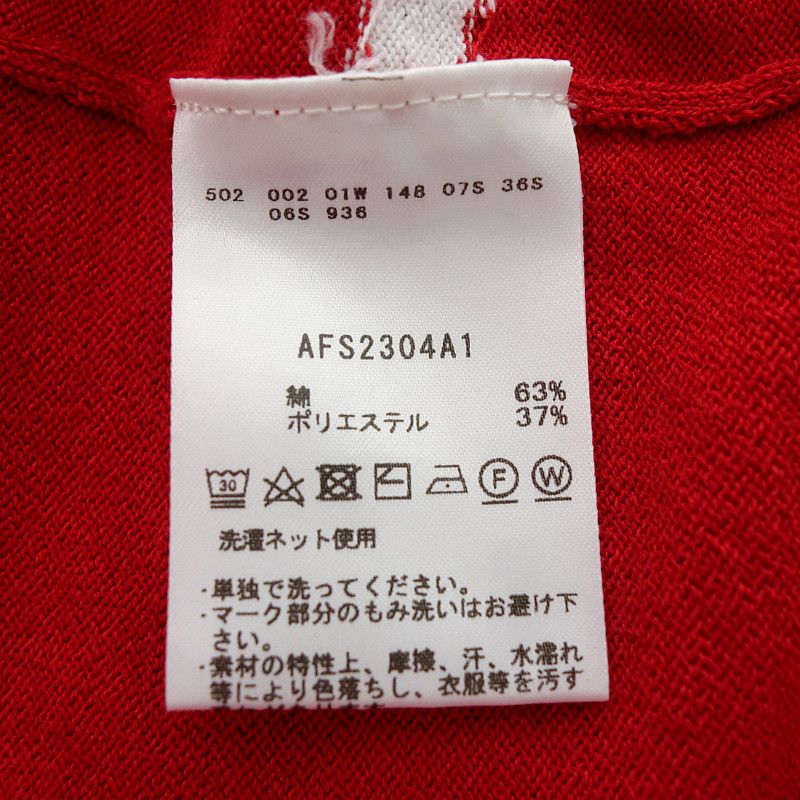 502 002 01W 148 07S 36S
06S 936
AFS2304A1
綿 63%
ポリエステル 37%
30 F W
洗濯ネット使用
・単独で洗ってください。
・マーク部分のもみ洗いはお避け下
さい。
・素材の特性上、摩擦、汗、水濡れ
等により色落ちし、衣服等を汚す